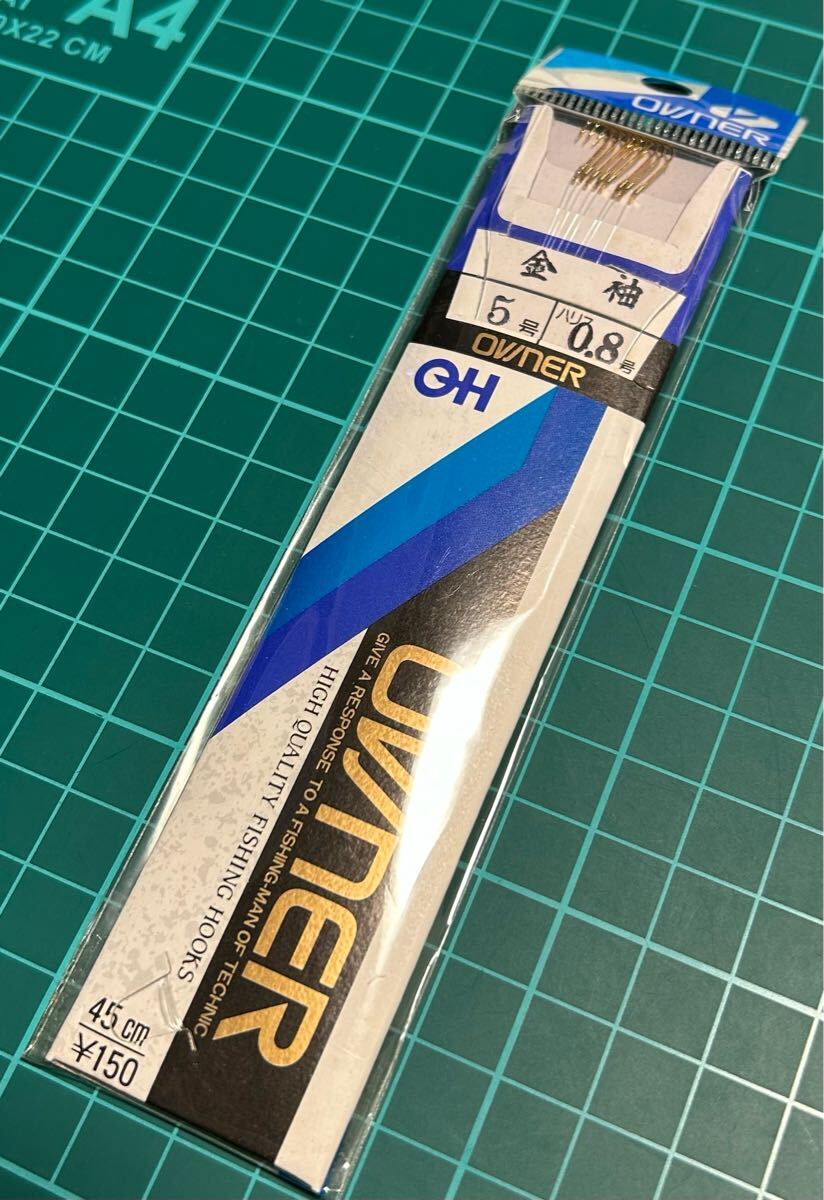 A4
0X22 CM
OWNER
金 袖
5号 ハリス 0.8号
OWNER
OH
OWNER
GIVE A RESPONSE TO A FISHING-MAN OF TECHNIC
HIGH QUALITY FISHING HOOKS
45cm
¥150